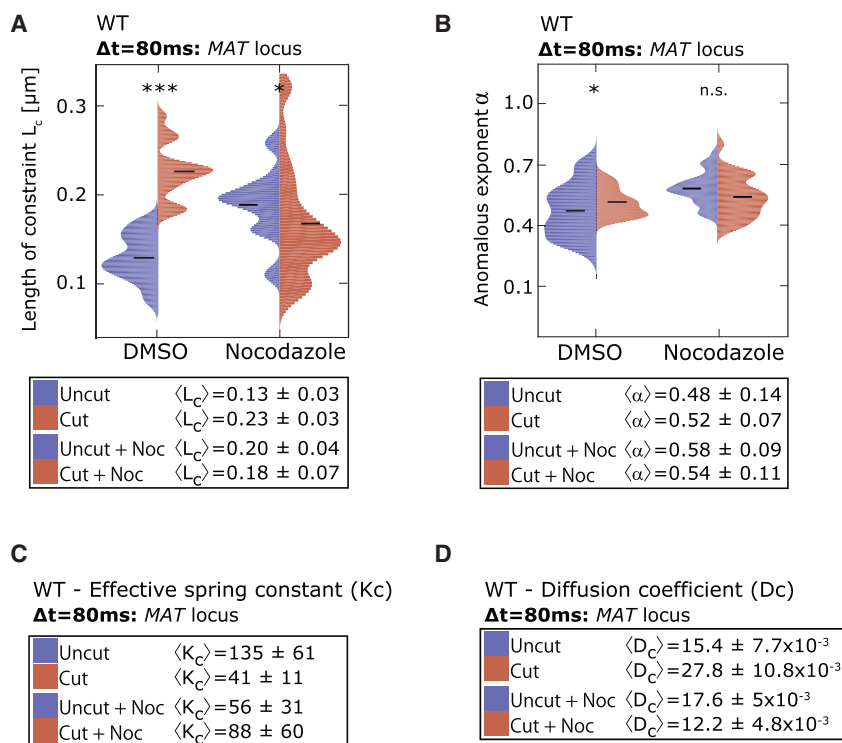 A
WT
Δt=80ms: MAT locus
Length of constraint Lc [μm]
0.3
0.2
0.1
***
*
DMSO
Nocodazole
Uncut ⟨Lc⟩=0.13 ± 0.03
Cut ⟨Lc⟩=0.23 ± 0.03
Uncut + Noc ⟨Lc⟩=0.20 ± 0.04
Cut + Noc ⟨Lc⟩=0.18 ± 0.07
B
WT
Δt=80ms: MAT locus
Anomalous exponent α
1.0
0.7
0.4
0.1
*
n.s.
DMSO
Nocodazole
Uncut ⟨α⟩=0.48 ± 0.14
Cut ⟨α⟩=0.52 ± 0.07
Uncut + Noc ⟨α⟩=0.58 ± 0.09
Cut + Noc ⟨α⟩=0.54 ± 0.11
C
WT - Effective spring constant (Kc)
Δt=80ms: MAT locus
Uncut ⟨Kc⟩=135 ± 61
Cut ⟨Kc⟩=41 ± 11
Uncut + Noc ⟨Kc⟩=56 ± 31
Cut + Noc ⟨Kc⟩=88 ± 60
D
WT - Diffusion coefficient (Dc)
Δt=80ms: MAT locus
Uncut ⟨Dc⟩=15.4 ± 7.7x10⁻³
Cut ⟨Dc⟩=27.8 ± 10.8x10⁻³
Uncut + Noc ⟨Dc⟩=17.6 ± 5x10⁻³
Cut + Noc ⟨Dc⟩=12.2 ± 4.8x10⁻³